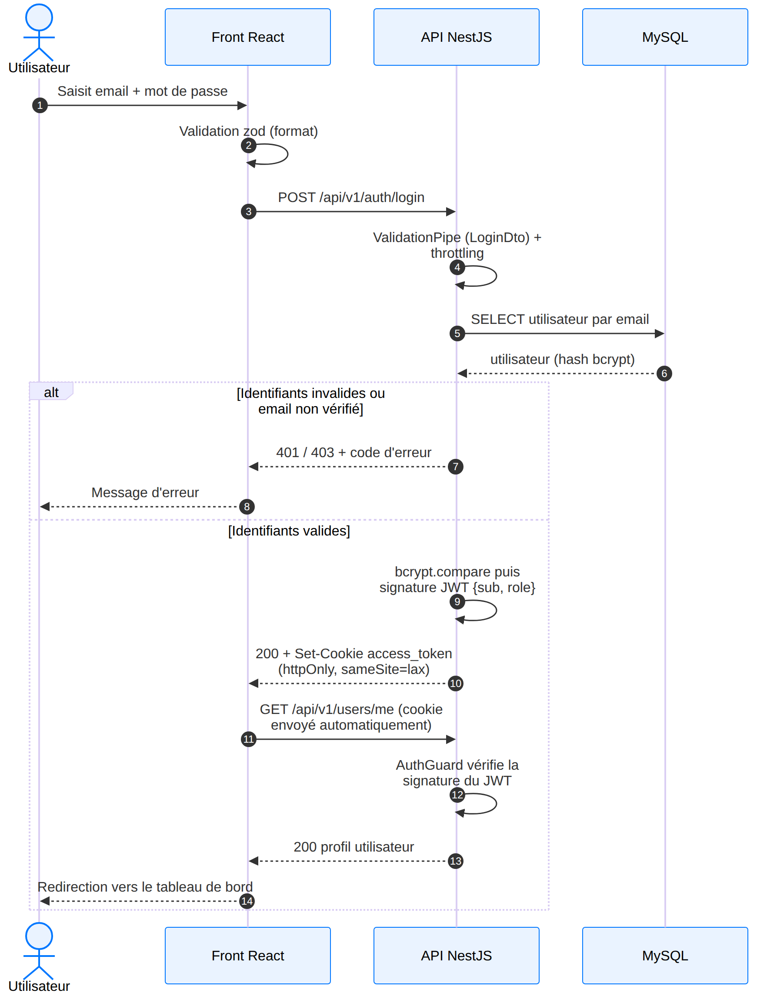 Utilisateur
Front React
API NestJS
MySQL
Saisit email + mot de passe
1
Validation zod (format)
2
POST /api/v1/auth/login
3
ValidationPipe (LoginDto) +
throttling
4
SELECT utilisateur par email
5
utilisateur (hash bcrypt)
6
alt
[Identifiants invalides ou
email non vérifié]
401 / 403 + code d'erreur
7
Message d'erreur
8
[Identifiants valides]
bcrypt.compare puis
signature JWT {sub, role}
9
200 + Set-Cookie access_token
(httpOnly, sameSite=lax)
10
GET /api/v1/users/me (cookie
envoyé automatiquement)
11
AuthGuard vérifie la
signature du JWT
12
200 profil utilisateur
13
Redirection vers le tableau de bord
14
Utilisateur
Front React
API NestJS
MySQL